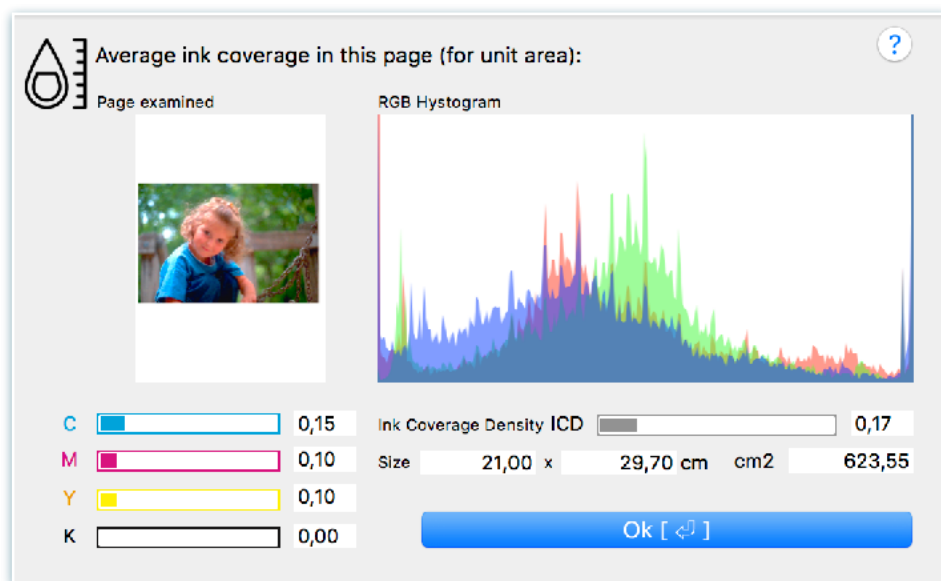 Average ink coverage in this page (for unit area):
?
Page examined
RGB Hystogram
C 0,15
M 0,10
Y 0,10
K 0,00
Ink Coverage Density ICD 0,17
Size 21,00 x 29,70 cm cm2 623,55
Ok [ ⏎ ]